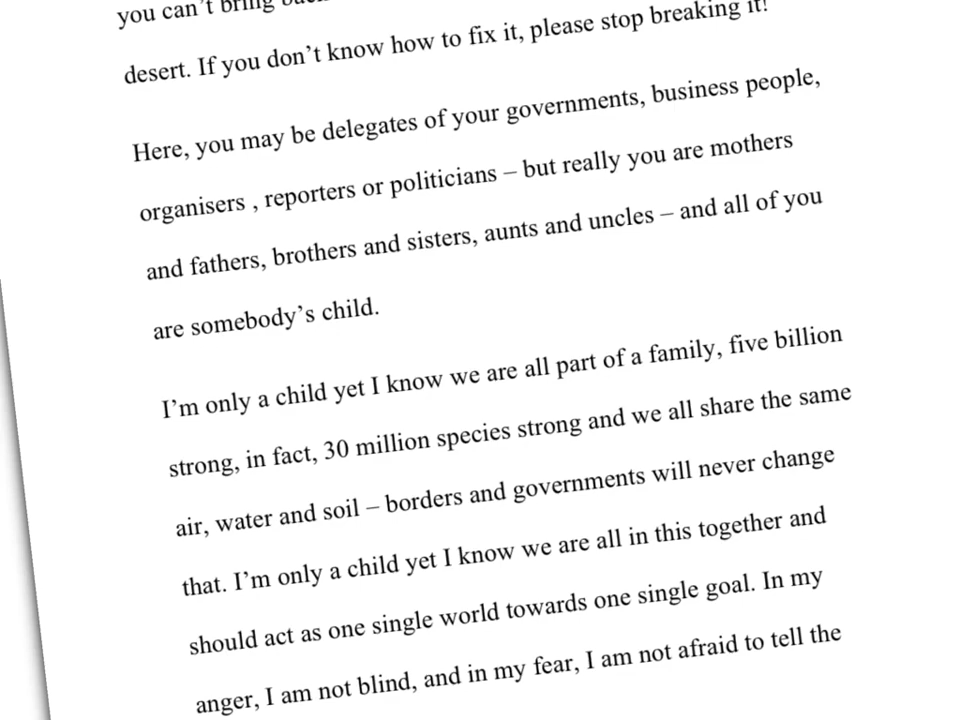 you can't bring
desert. If you don't know how to fix it, please stop breaking it!
Here, you may be delegates of your governments, business people,
organisers , reporters or politicians – but really you are mothers
and fathers, brothers and sisters, aunts and uncles – and all of you
are somebody's child.
I'm only a child yet I know we are all part of a family, five billion
strong, in fact, 30 million species strong and we all share the same
air, water and soil – borders and governments will never change
that. I'm only a child yet I know we are all in this together and
should act as one single world towards one single goal. In my
anger, I am not blind, and in my fear, I am not afraid to tell the